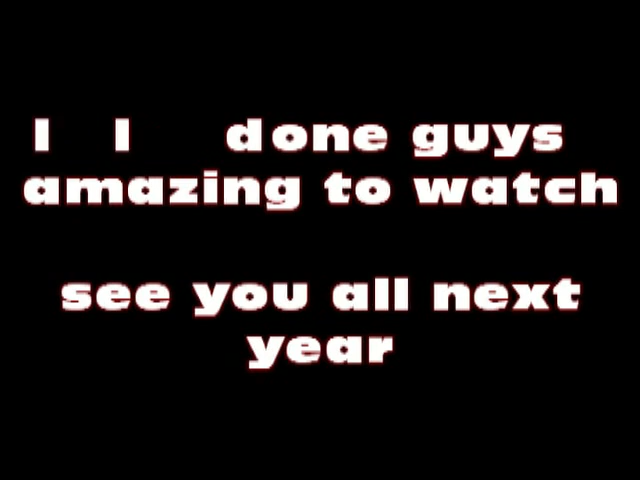 l l done guys
amazing to watch
see you all next
year